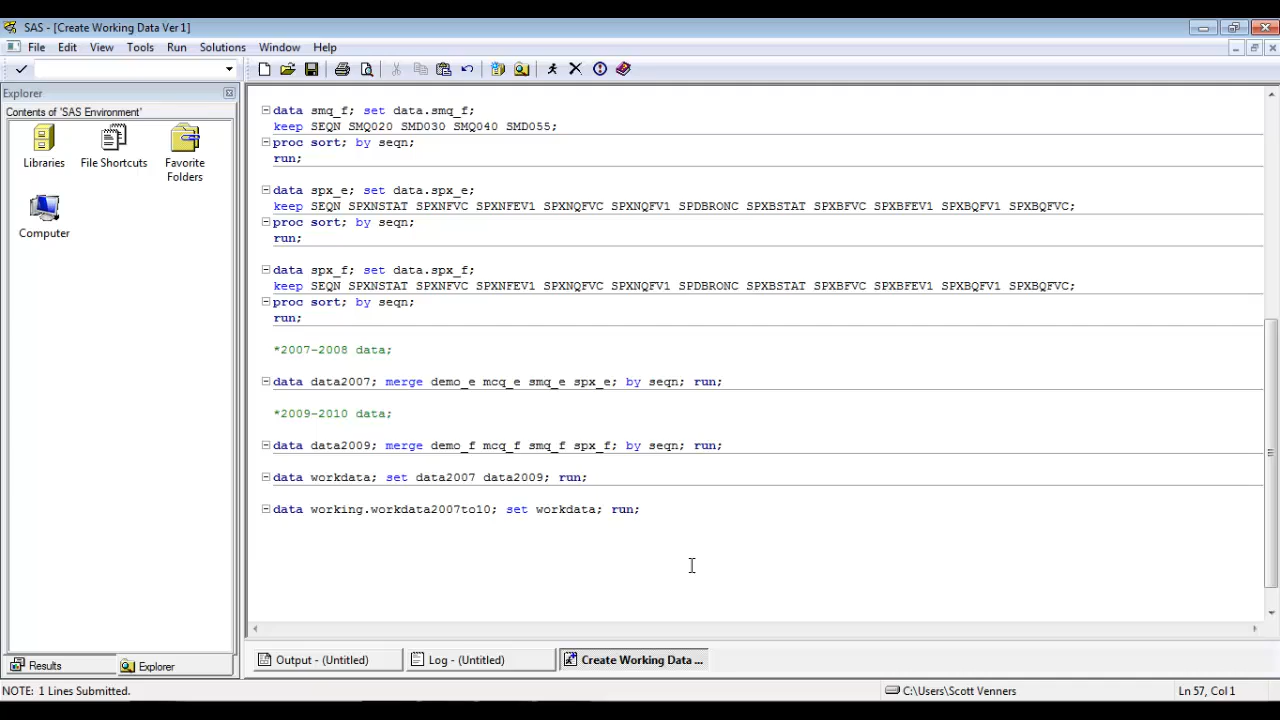 SAS - [Create Working Data Ver1]
File Edit View Tools Run Solutions Window Help
Explorer
Contents of 'SAS Environment'
Libraries
File Shortcuts
Favorite Folders
Computer
data smq_f; set data.smq_f;
keep SEQN SMQ020 SMD030 SMQ040 SMD055;
proc sort; by seqn;
run;
data spx_e; set data.spx_e;
keep SEQN SPXNSTAT SPXNFVC SPXNFEV1 SPXNQFVC SPXNQFV1 SPDBRONC SPXBSTAT SPXBFVC SPXBFEV1 SPXBQFV1 SPXBQFVC;
proc sort; by seqn;
run;
data spx_f; set data.spx_f;
keep SEQN SPXNSTAT SPXNFVC SPXNFEV1 SPXNQFVC SPXNQFV1 SPDBRONC SPXBSTAT SPXBFVC SPXBFEV1 SPXBQFV1 SPXBQFVC;
proc sort; by seqn;
run;
*2007-2008 data;
data data2007; merge demo_e mcq_e smq_e spx_e; by seqn; run;
*2009-2010 data;
data data2009; merge demo_f mcq_f smq_f spx_f; by seqn; run;
data workdata; set data2007 data2009; run;
data working.workdata2007to10; set workdata; run;
Results
Explorer
Output - (Untitled)
Log - (Untitled)
Create Working Data ...
NOTE: 1 Lines Submitted.
C:\Users\Scott Venners
Ln 57, Col 1